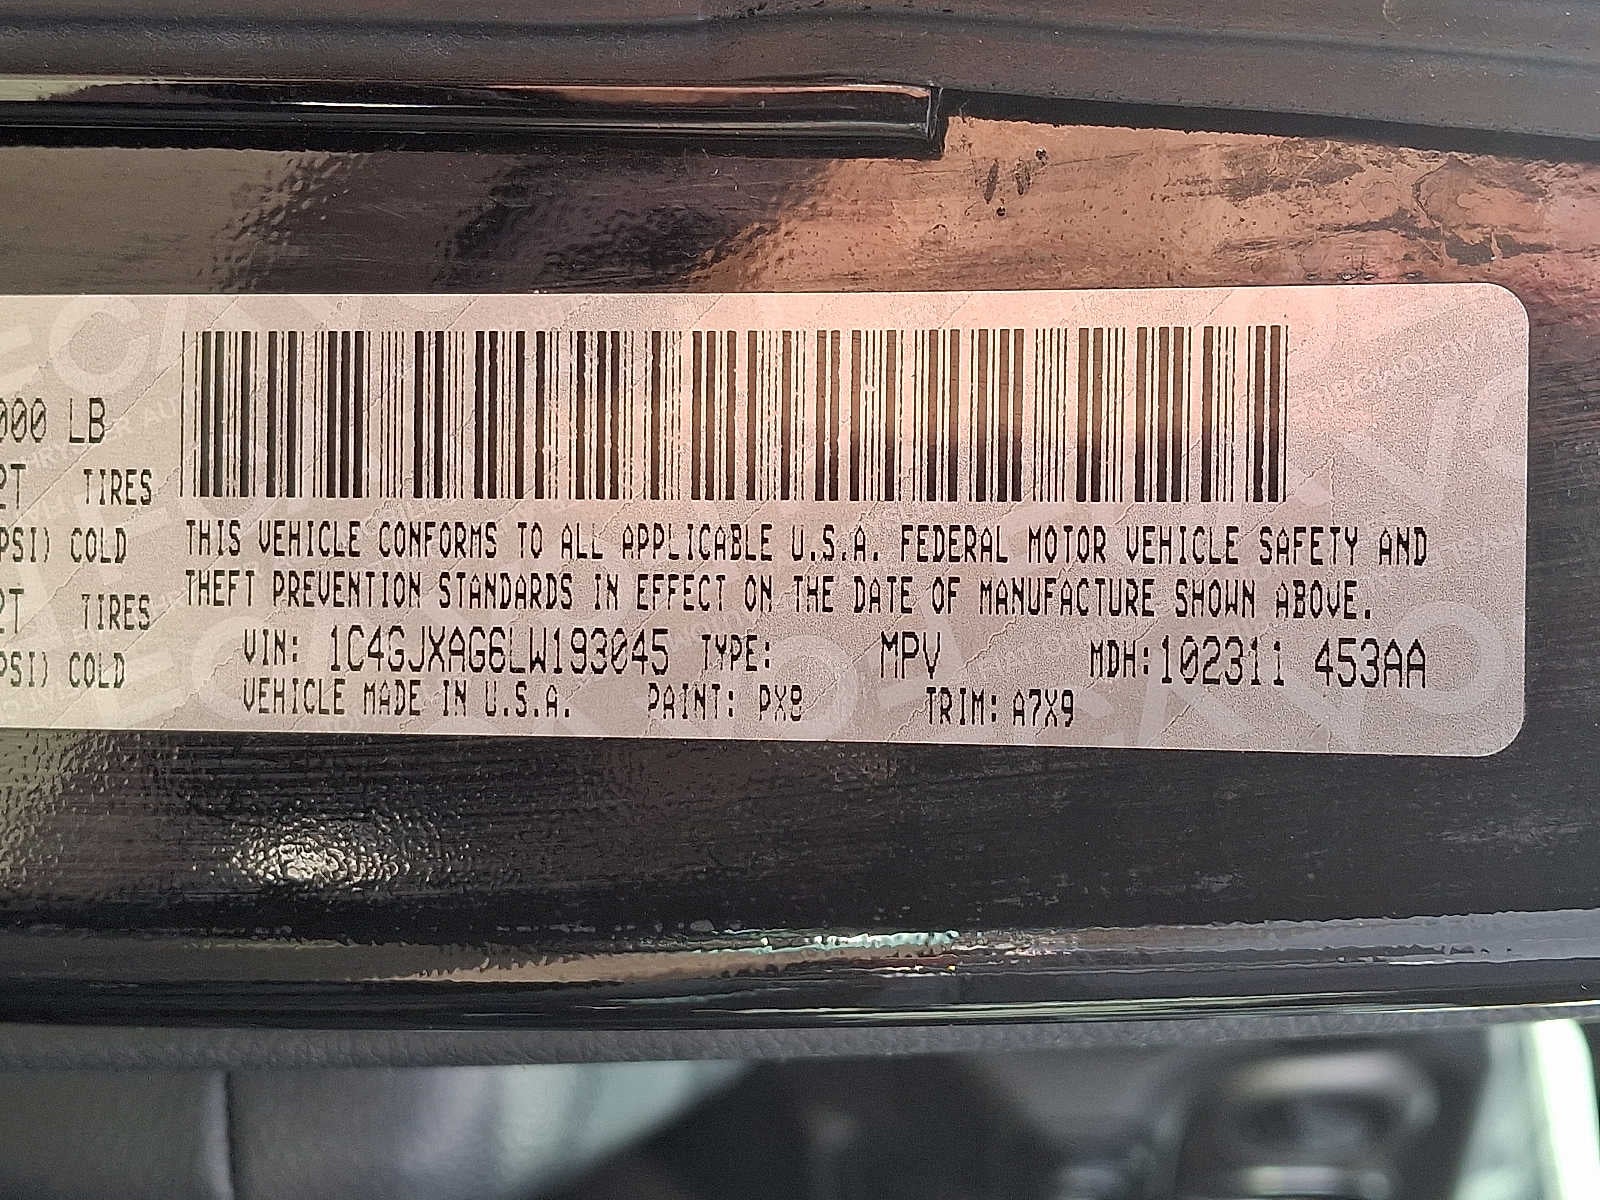 000 LB
TIRES
PSI) COLD
THIS VEHICLE CONFORMS TO ALL APPLICABLE U.S.A. FEDERAL MOTOR VEHICLE SAFETY AND
THEFT PREVENTION STANDARDS IN EFFECT ON THE DATE OF MANUFACTURE SHOWN ABOVE.
TIRES
PSI) COLD
VIN: 1C4GJXAG6LW193045 TYPE: MPV MDH:102311 453AA
VEHICLE MADE IN U.S.A. PAINT: PX8 TRIM: A7X9